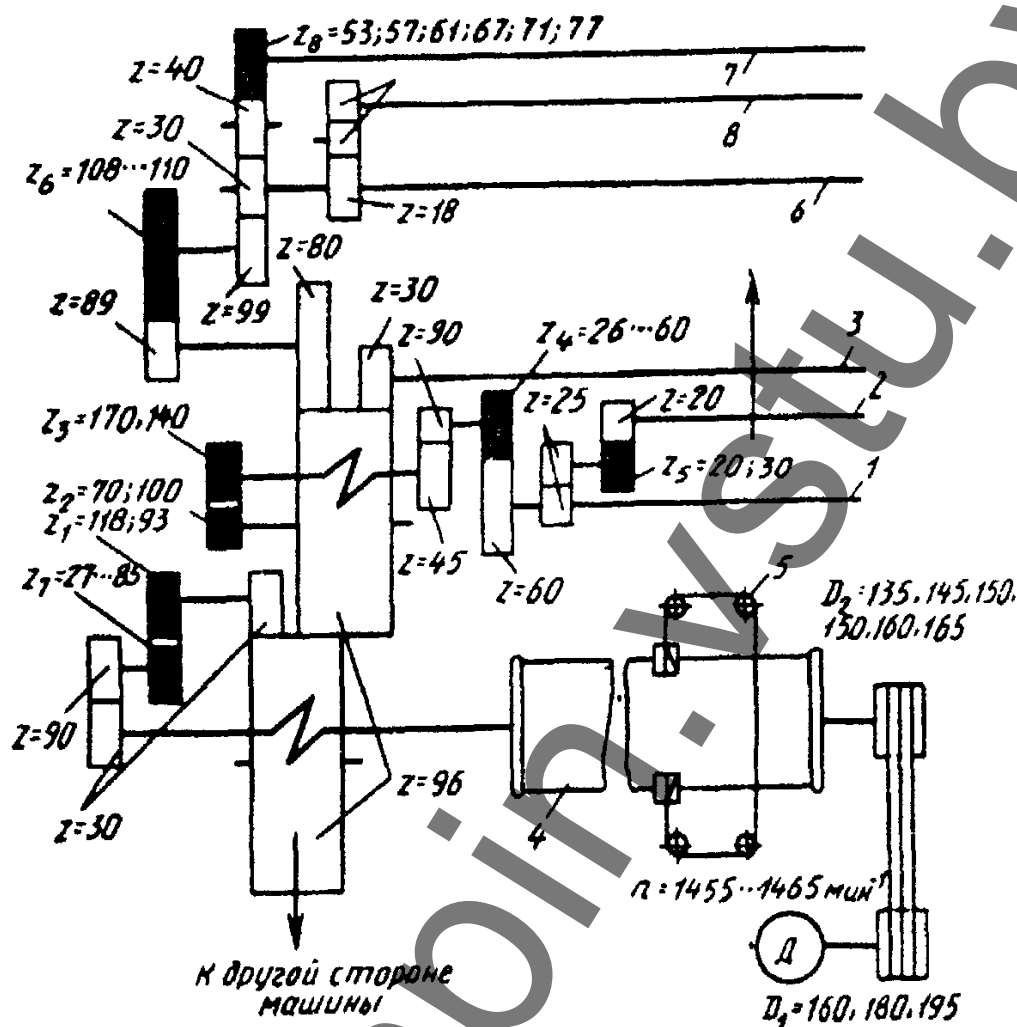 z₈=53;57;61;67;71;77
z=40
7
z=30
8
z₆=108...110
z=18
6
z=80
z=30
z=89
z=99
z=90
z₄=26...60
3
z=25
z=20
2
z₃=170;140
z₂=70;100
z₅=20;30
1
z₁=118;93
z=45
z₇=27...85
z=60
5
D₂=135,145,150,
150,160,165
z=90
z=96
z=30
4
n=1455...1465 мин⁻¹
Д
к другой стороне
машины
D₁=160,180,195